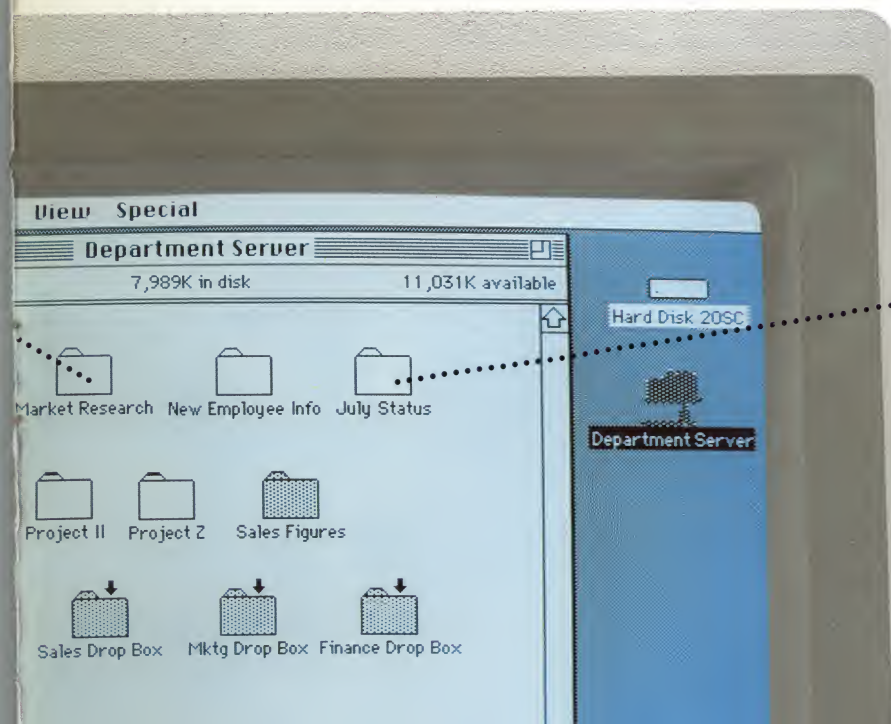 View Special
Department Server
7,989K in disk 11,031K available
Hard Disk 20SC
Market Research New Employee Info July Status
Department Server
Project II Project Z Sales Figures
Sales Drop Box Mktg Drop Box Finance Drop Box